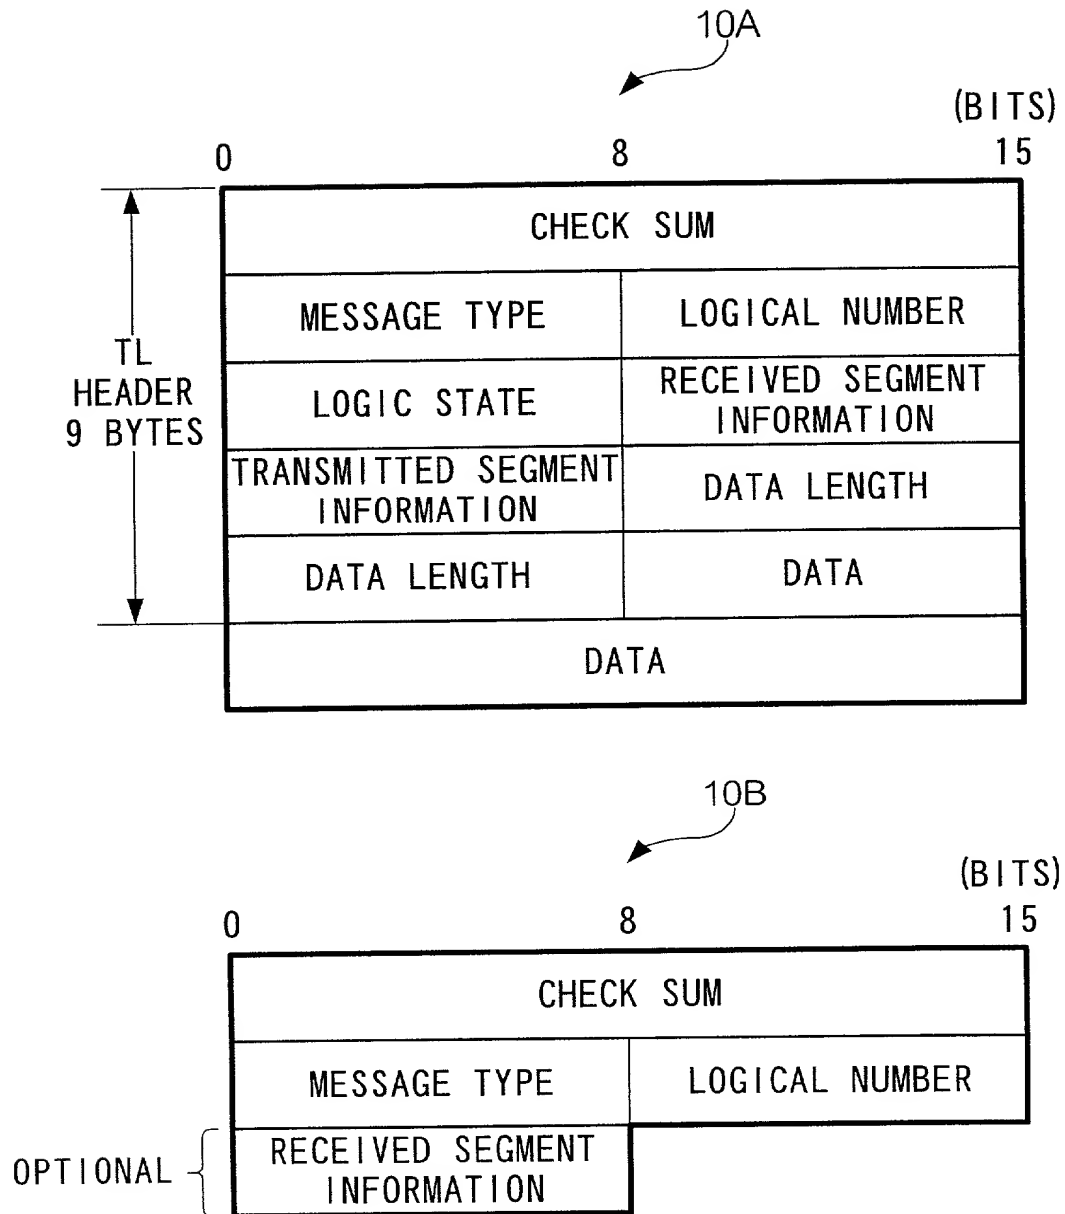 10A
(BITS)
0 8 15
CHECK SUM
MESSAGE TYPE LOGICAL NUMBER
TL
HEADER
9 BYTES
LOGIC STATE
RECEIVED SEGMENT
INFORMATION
TRANSMITTED SEGMENT
INFORMATION
DATA LENGTH
DATA LENGTH DATA
DATA
10B
(BITS)
0 8 15
CHECK SUM
MESSAGE TYPE LOGICAL NUMBER
OPTIONAL
RECEIVED SEGMENT
INFORMATION